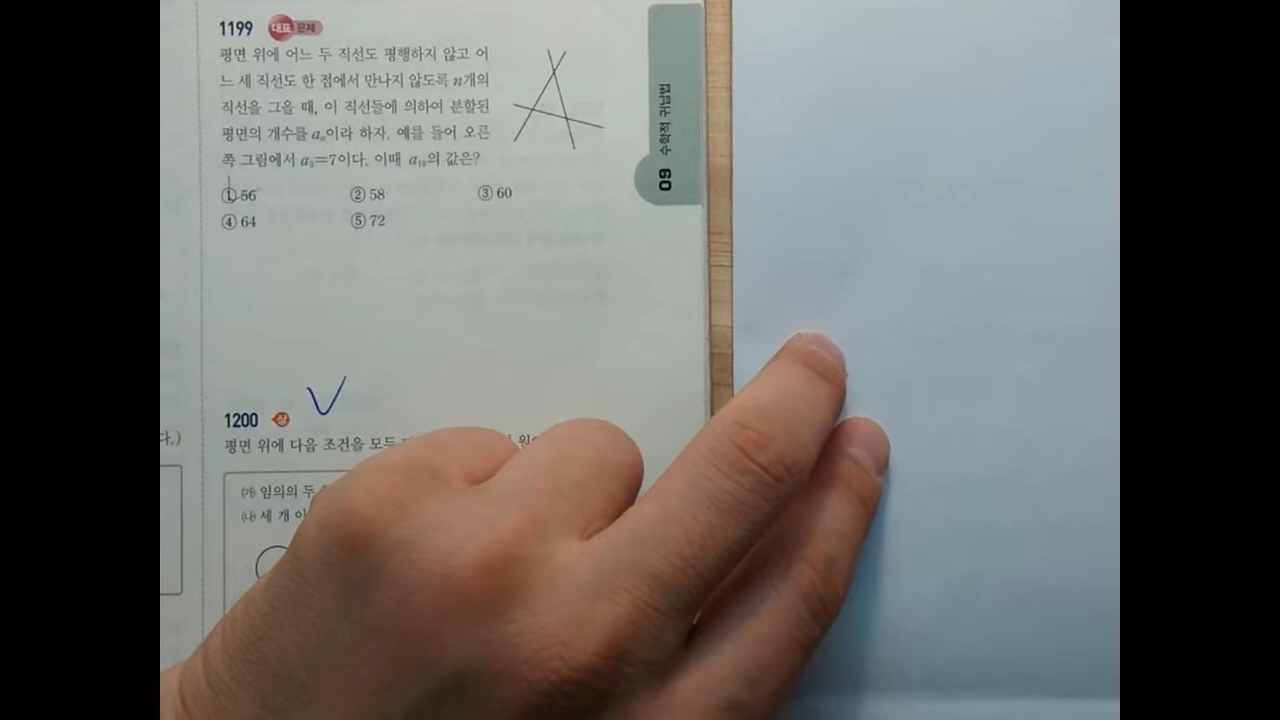 1199 대표 문제
평면 위에 어느 두 직선도 평행하지 않고 어
느 세 직선도 한 점에서 만나지 않도록 n개의
직선을 그을 때, 이 직선들에 의하여 분할된
평면의 개수를 aₙ이라 하자. 예를 들어 오른
쪽 그림에서 a₃=7이다. 이때 a₁₀의 값은?
① 56 ② 58 ③ 60
④ 64 ⑤ 72
09 수학적 귀납법
1200 상
평면 위에 다음 조건을 모두
다.)
㈎ 임의의 두
㈏ 세 개